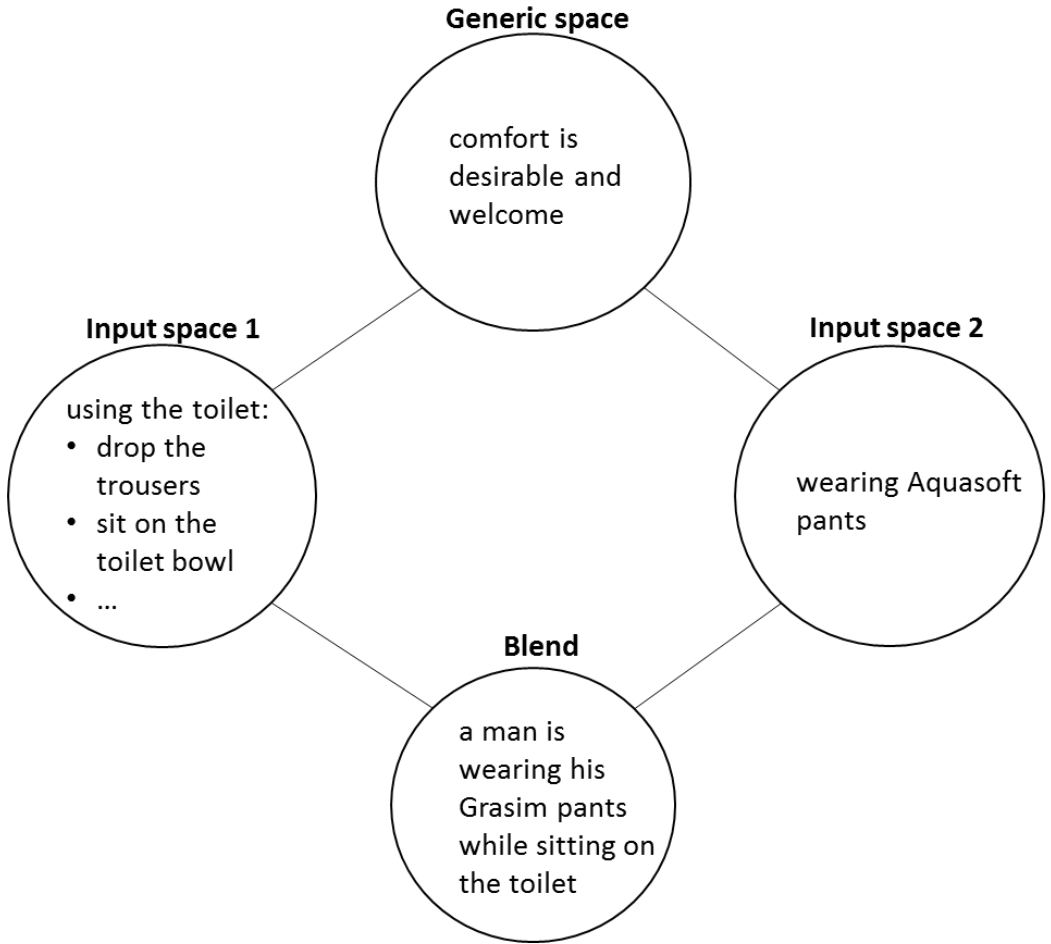 Generic space
comfort is
desirable and
welcome
Input space 1
using the toilet:
• drop the
trousers
• sit on the
toilet bowl
• ...
Input space 2
wearing Aquasoft
pants
Blend
a man is
wearing his
Grasim pants
while sitting on
the toilet